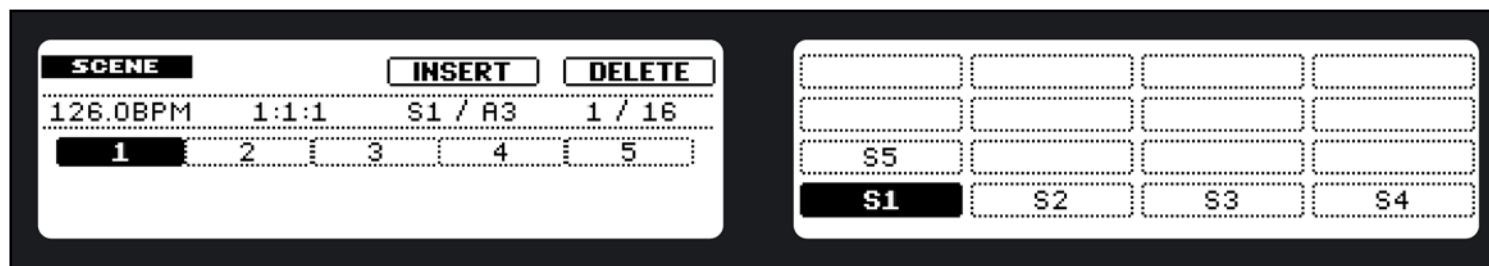 SCENE INSERT DELETE
126.0BPM 1:1:1 S1 / A3 1 / 16
1 2 3 4 5
S5
S1 S2 S3 S4